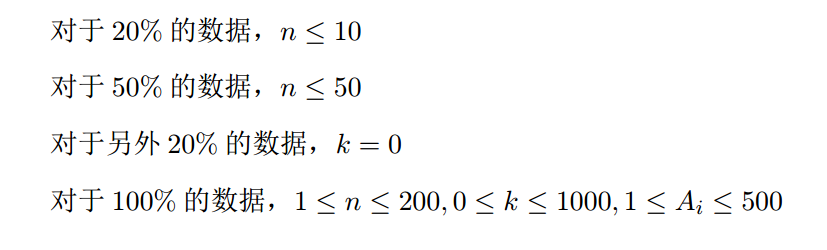 对于 20% 的数据，n ≤ 10
对于 50% 的数据，n ≤ 50
对于另外 20% 的数据，k = 0
对于 100% 的数据，1 ≤ n ≤ 200, 0 ≤ k ≤ 1000, 1 ≤ Aᵢ ≤ 500